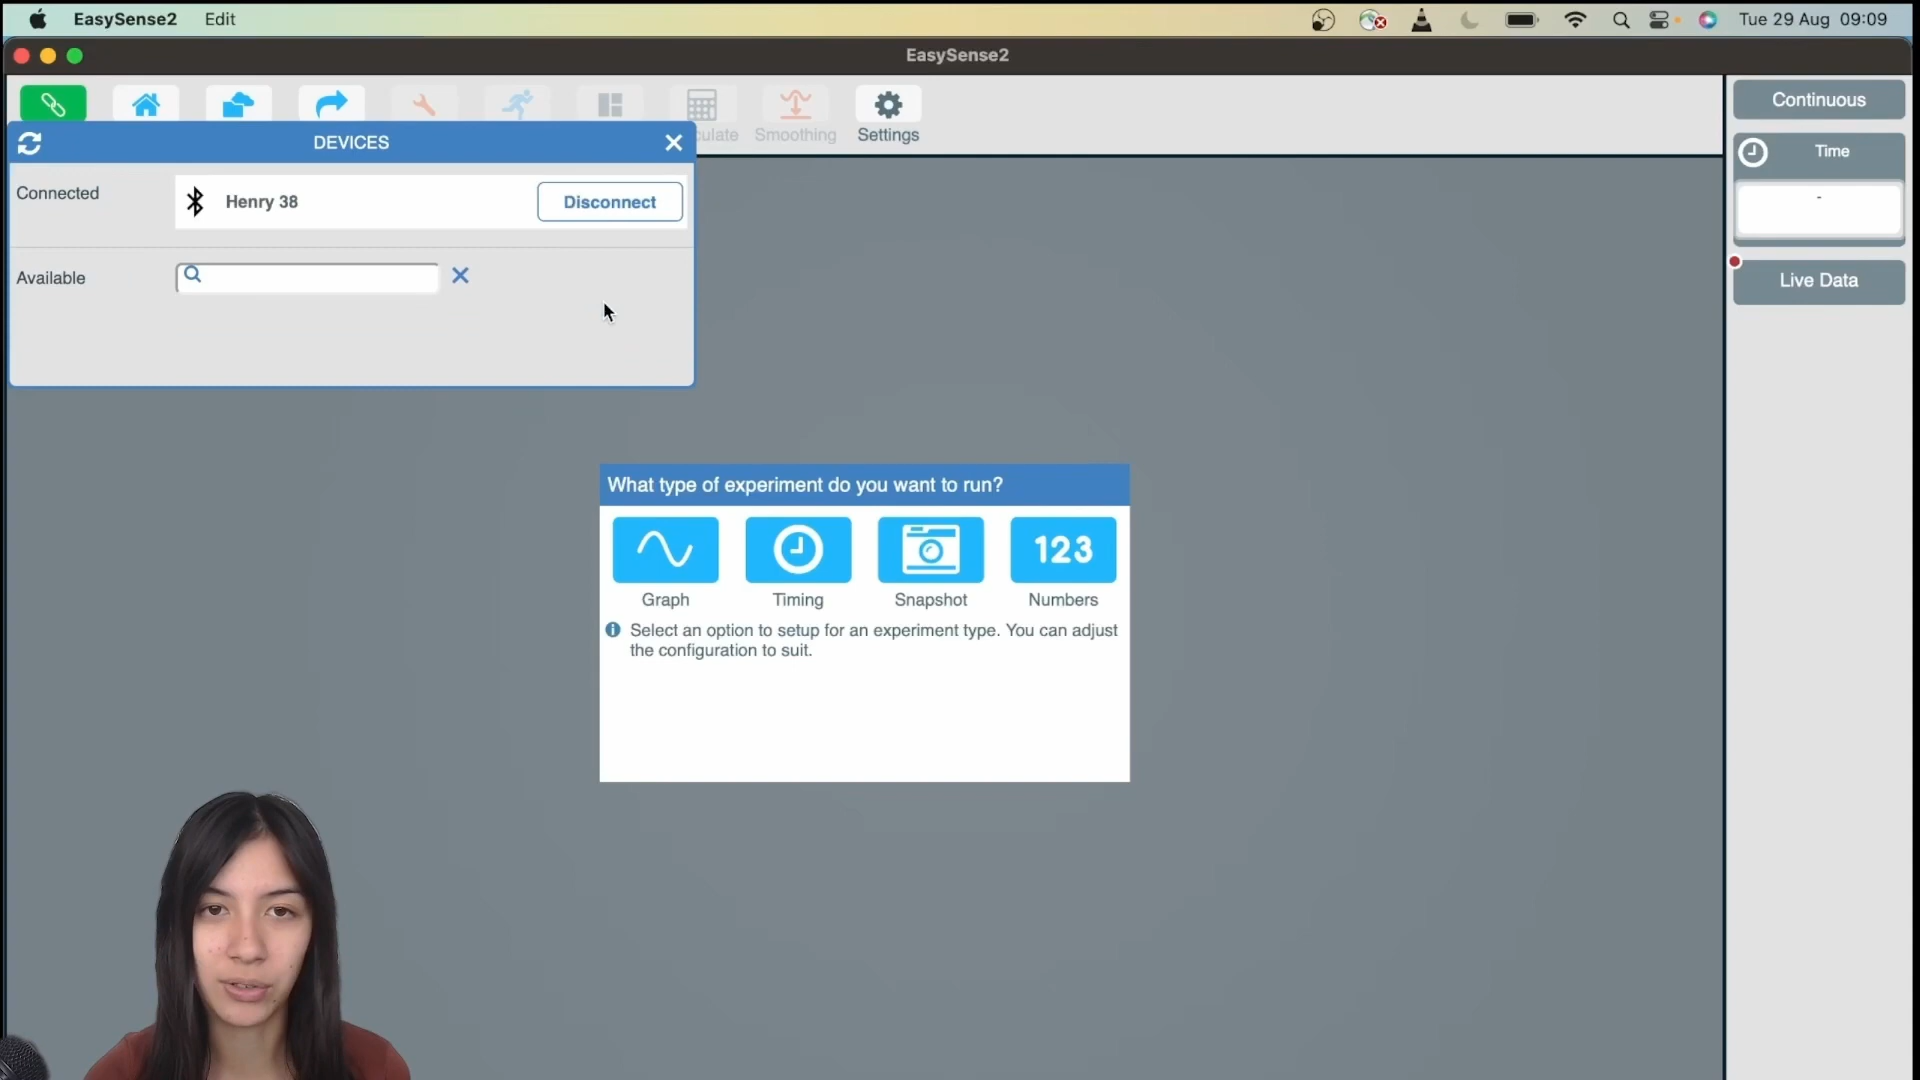 EasySense2 Edit Tue 29 Aug 09:09
EasySense2
culate Smoothing Settings
DEVICES
Connected Henry 38 Disconnect
Available
What type of experiment do you want to run?
123
Graph Timing Snapshot Numbers
Select an option to setup for an experiment type. You can adjust
the configuration to suit.
Continuous
Time
-
Live Data